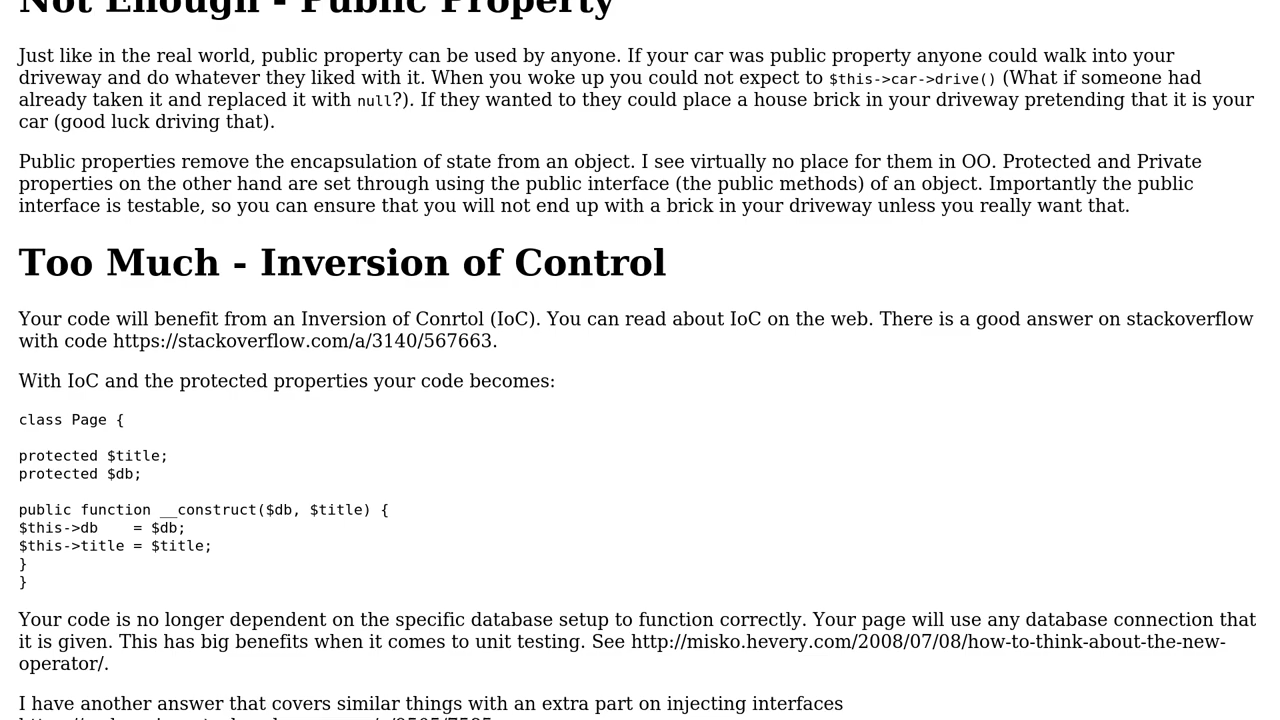 Not Enough - Public Property
Just like in the real world, public property can be used by anyone. If your car was public property anyone could walk into your
driveway and do whatever they liked with it. When you woke up you could not expect to $this->car->drive() (What if someone had
already taken it and replaced it with null?). If they wanted to they could place a house brick in your driveway pretending that it is your
car (good luck driving that).
Public properties remove the encapsulation of state from an object. I see virtually no place for them in OO. Protected and Private
properties on the other hand are set through using the public interface (the public methods) of an object. Importantly the public
interface is testable, so you can ensure that you will not end up with a brick in your driveway unless you really want that.
Too Much - Inversion of Control
Your code will benefit from an Inversion of Conrtol (IoC). You can read about IoC on the web. There is a good answer on stackoverflow
with code https://stackoverflow.com/a/3140/567663.
With IoC and the protected properties your code becomes:
class Page {
protected $title;
protected $db;
public function __construct($db, $title) {
$this->db    = $db;
$this->title = $title;
}
}
Your code is no longer dependent on the specific database setup to function correctly. Your page will use any database connection that
it is given. This has big benefits when it comes to unit testing. See http://misko.hevery.com/2008/07/08/how-to-think-about-the-new-
operator/.
I have another answer that covers similar things with an extra part on injecting interfaces